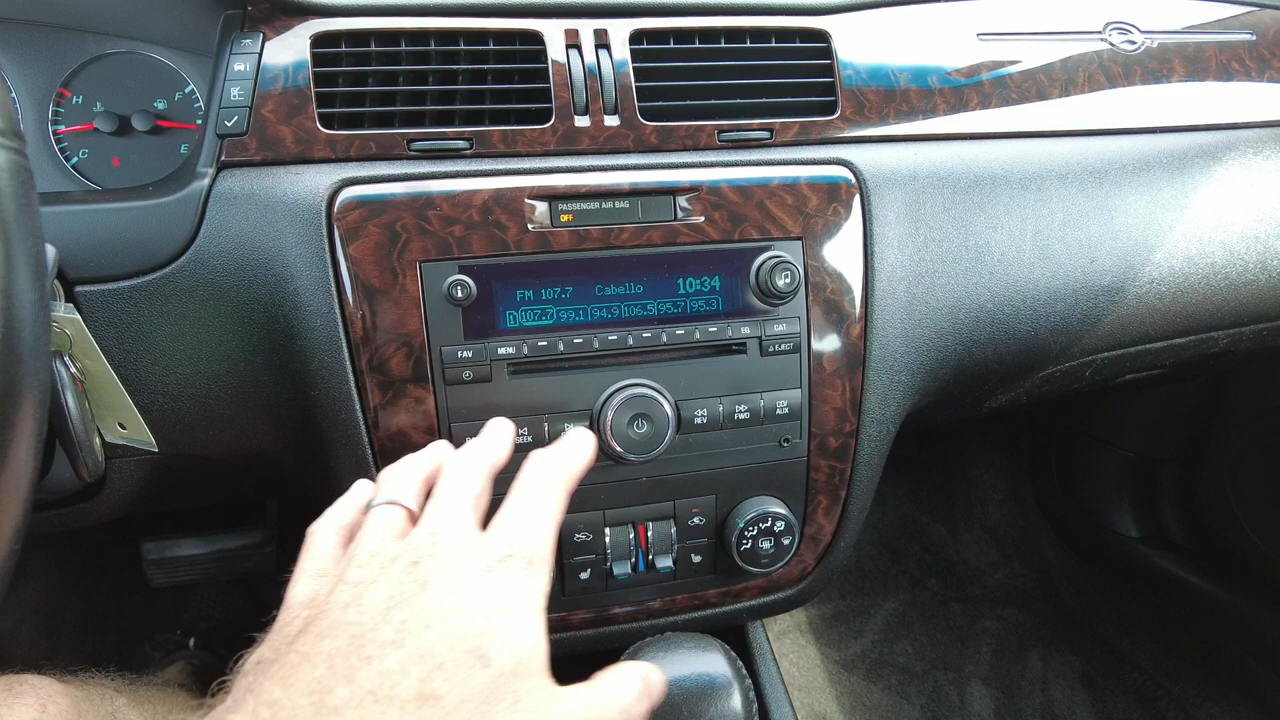 H
F
C
E
PASSENGER AIR BAG
OFF
FM 107.7 Cabello 10:34
1 107.7 99.1 94.9 106.5 95.7 95.3
FAV
MENU
EQ
CAT
EJECT
SEEK
REV
FWD
CD/
AUX